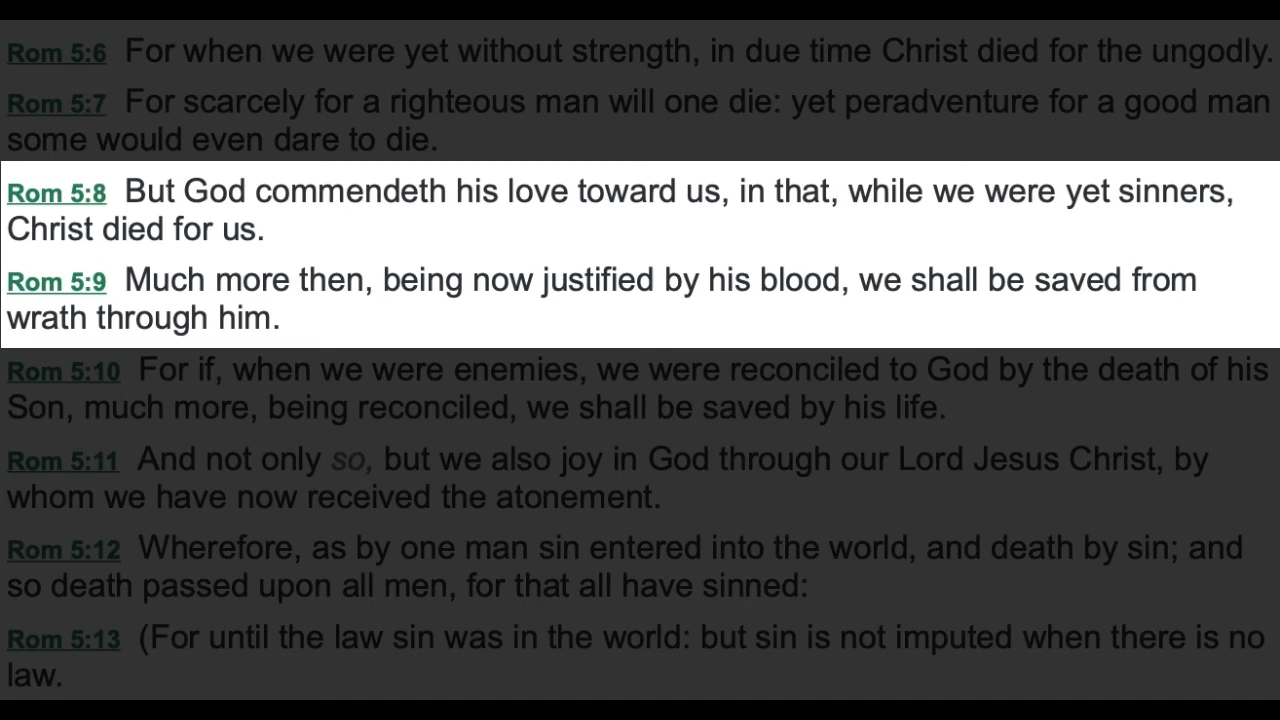 Rom 5:6 For when we were yet without strength, in due time Christ died for the ungodly.
Rom 5:7 For scarcely for a righteous man will one die: yet peradventure for a good man
some would even dare to die.
Rom 5:8 But God commendeth his love toward us, in that, while we were yet sinners,
Christ died for us.
Rom 5:9 Much more then, being now justified by his blood, we shall be saved from
wrath through him.
Rom 5:10 For if, when we were enemies, we were reconciled to God by the death of his
Son, much more, being reconciled, we shall be saved by his life.
Rom 5:11 And not only so, but we also joy in God through our Lord Jesus Christ, by
whom we have now received the atonement.
Rom 5:12 Wherefore, as by one man sin entered into the world, and death by sin; and
so death passed upon all men, for that all have sinned:
Rom 5:13 (For until the law sin was in the world: but sin is not imputed when there is no
law.